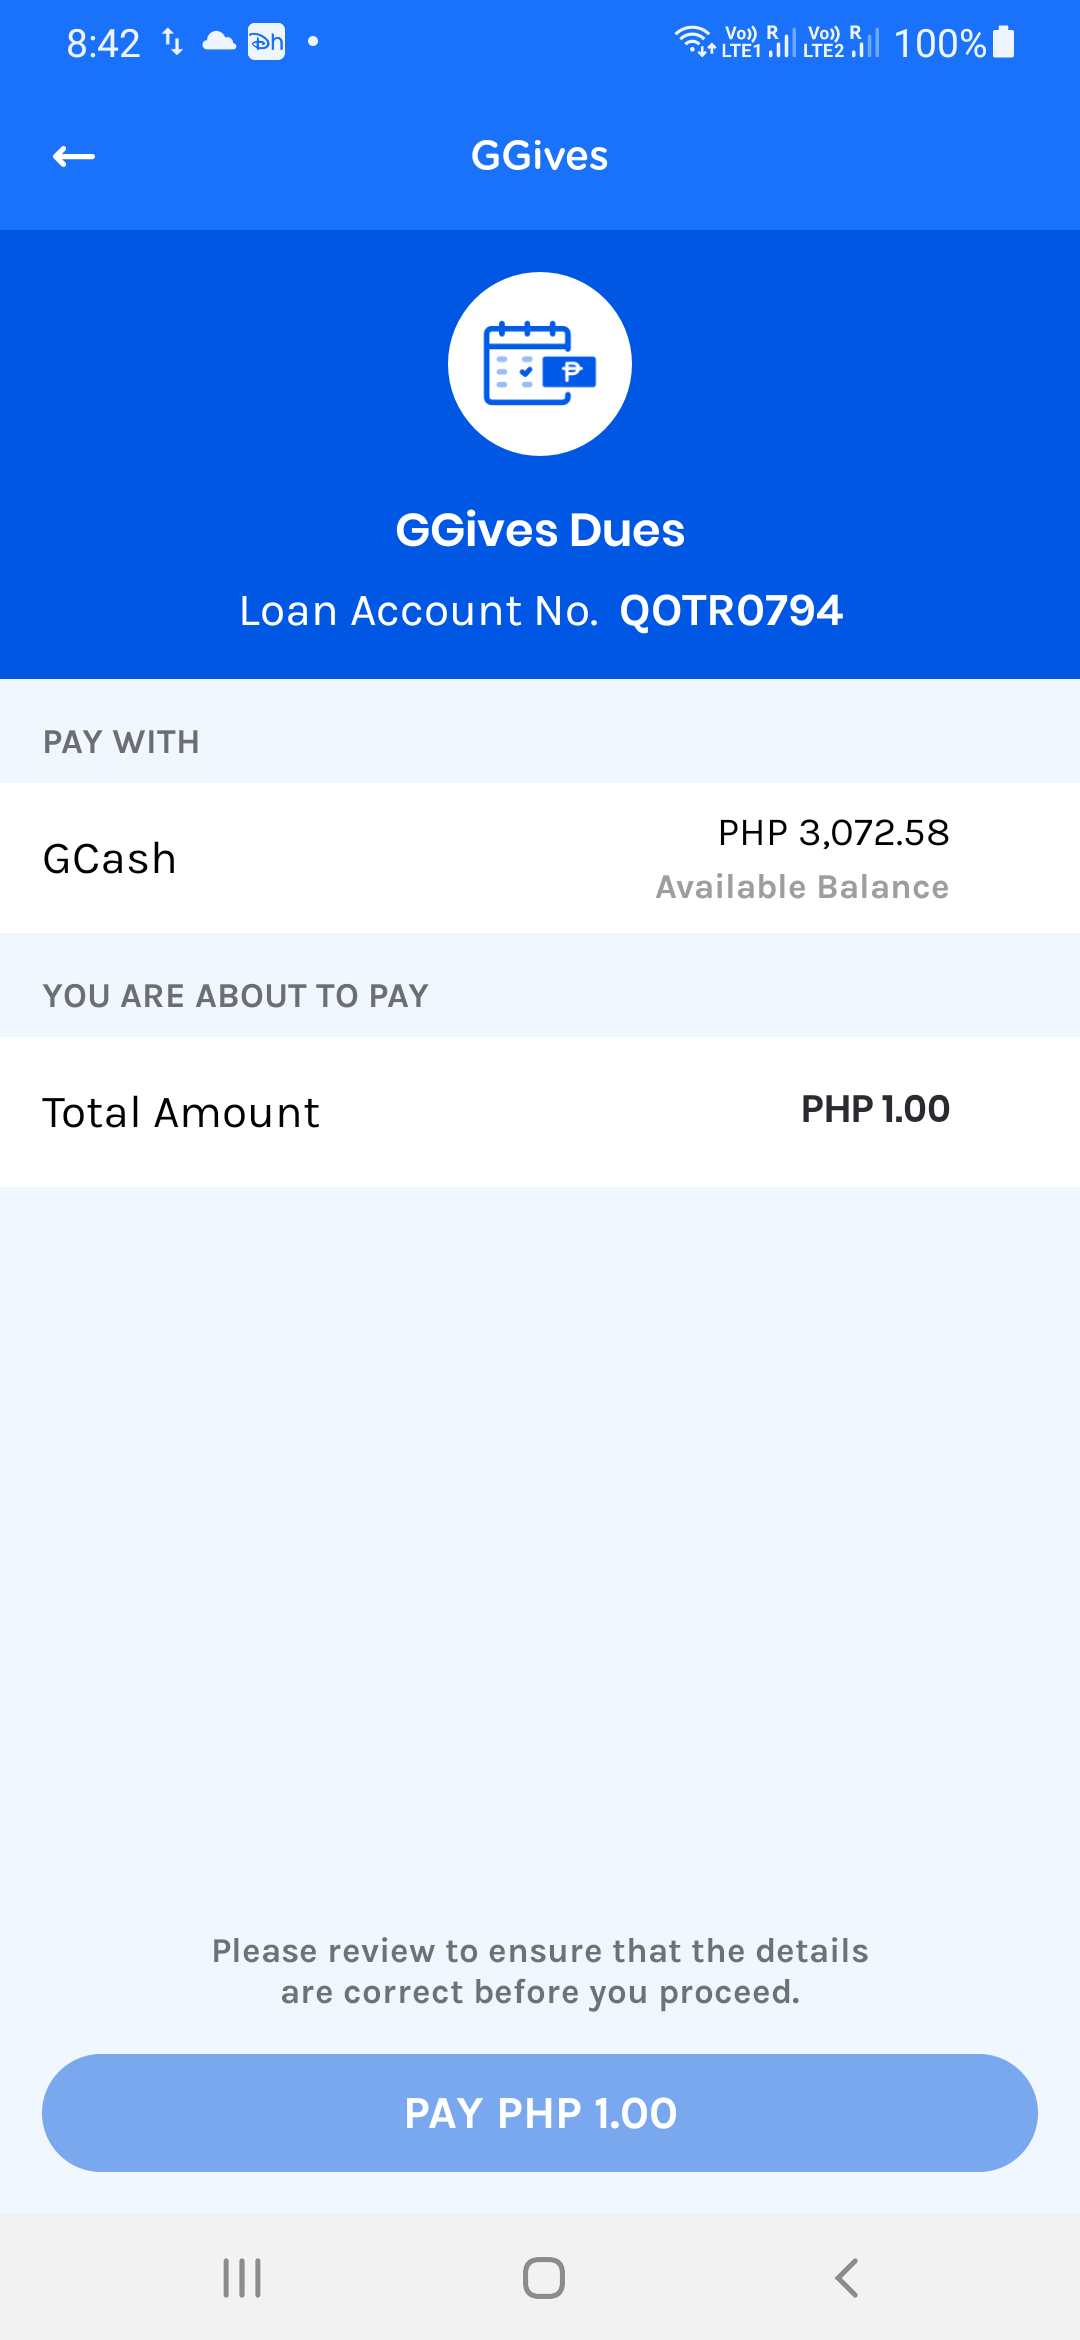 8:42 Dh Vo)) R LTE1 Vo)) R LTE2 100%
GGives
₱
GGives Dues
Loan Account No. QOTR0794
PAY WITH
GCash
PHP 3,072.58
Available Balance
YOU ARE ABOUT TO PAY
Total Amount PHP 1.00
Please review to ensure that the details
are correct before you proceed.
PAY PHP 1.00